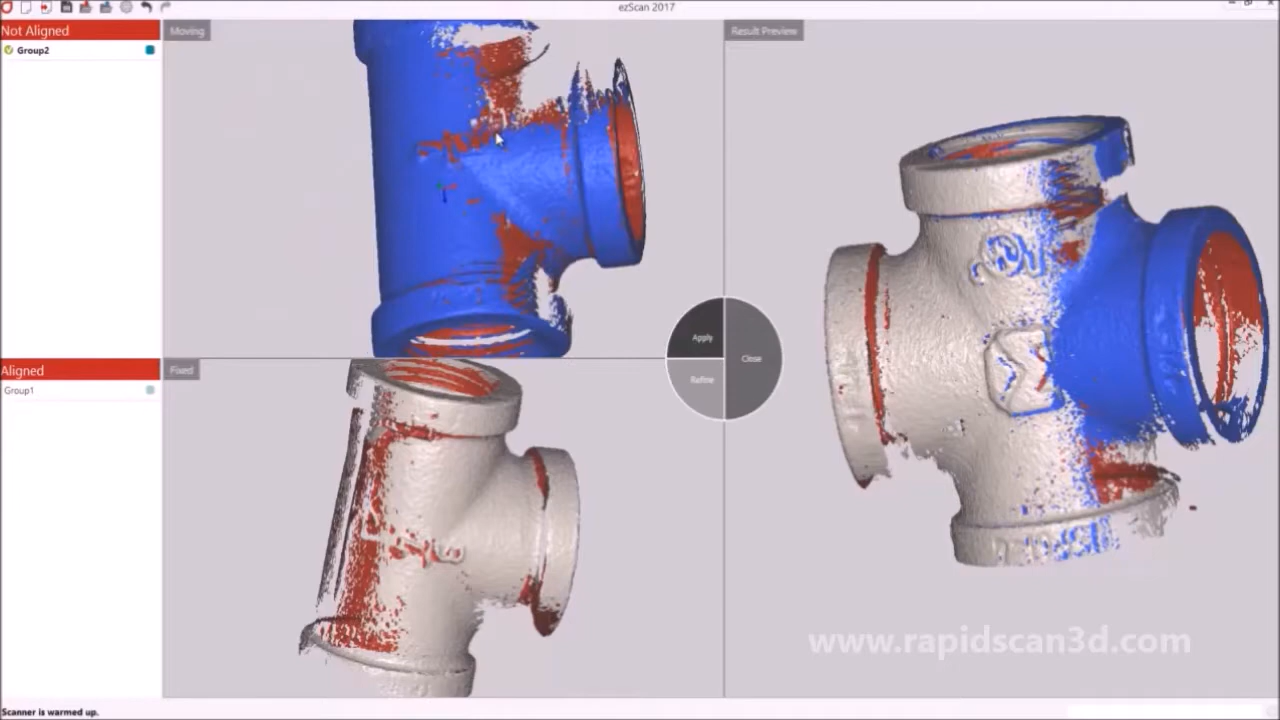 ezScan 2017
Not Aligned
Group2
Moving
Result Preview
Apply
Close
Refine
Aligned
Group1
Fixed
www.rapidscan3d.com
Scanner is warmed up.